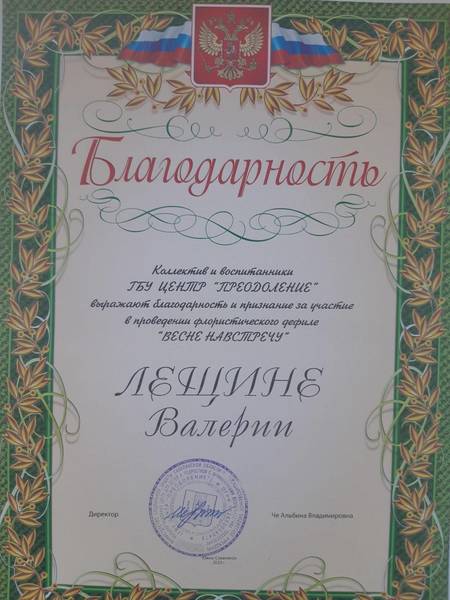 Благодарность
Коллектив и воспитанники
ГБУ ЦЕНТР "ПРЕОДОЛЕНИЕ"
выражают благодарность и признание за участие
в проведении флористического дефиле
"ВЕСНЕ НАВСТРЕЧУ"
ЛЕЩИНЕ
Валерии
Директор
Че Альбина Владимировна